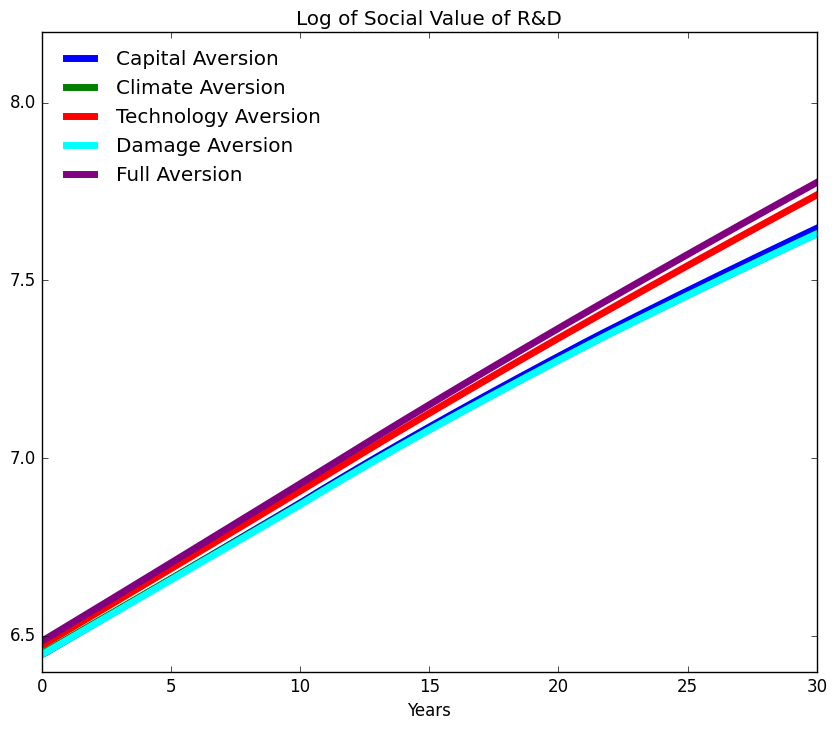 Log of Social Value of R&D
Capital Aversion
Climate Aversion
Technology Aversion
Damage Aversion
Full Aversion
8.0
7.5
7.0
6.5
0 5 10 15 20 25 30
Years